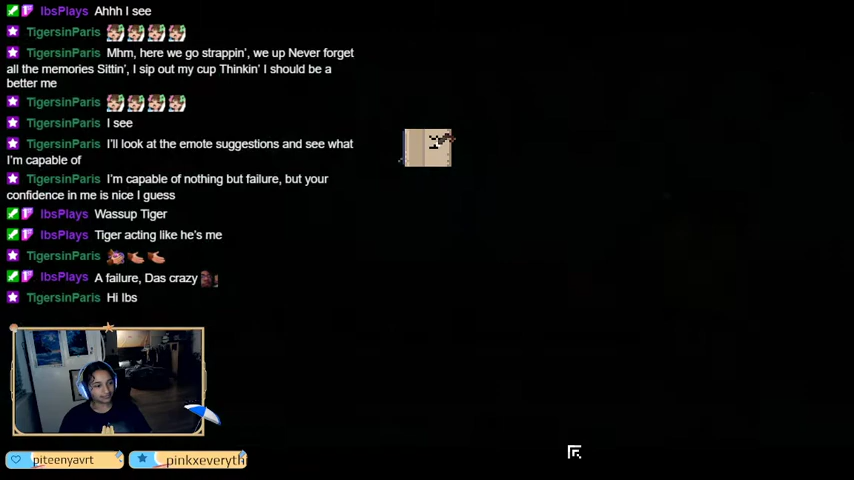 IbsPlays Ahhh I see
TigersinParis
TigersinParis Mhm, here we go strappin', we up Never forget
all the memories Sittin', I sip out my cup Thinkin' I should be a
better me
TigersinParis
TigersinParis I see
TigersinParis I'll look at the emote suggestions and see what
I'm capable of
TigersinParis I'm capable of nothing but failure, but your
confidence in me is nice I guess
IbsPlays Wassup Tiger
IbsPlays Tiger acting like he's me
TigersinParis
IbsPlays A failure, Das crazy
TigersinParis Hi Ibs
piteenyavrt pinkxeveryth